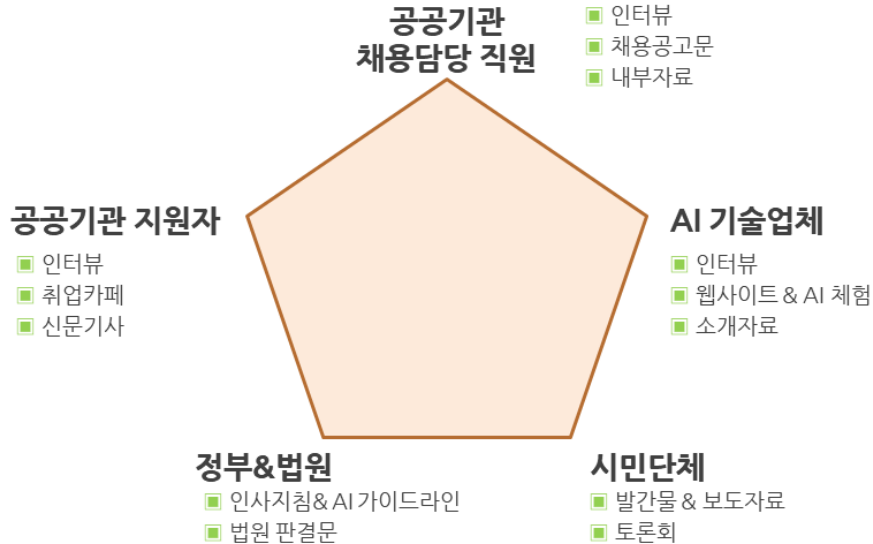 공공기관
채용담당 직원
인터뷰
채용공고문
내부자료
공공기관 지원자
인터뷰
취업카페
신문기사
AI 기술업체
인터뷰
웹사이트 & AI 체험
소개자료
정부&법원
인사지침& AI 가이드라인
법원 판결문
시민단체
발간물 & 보도자료
토론회